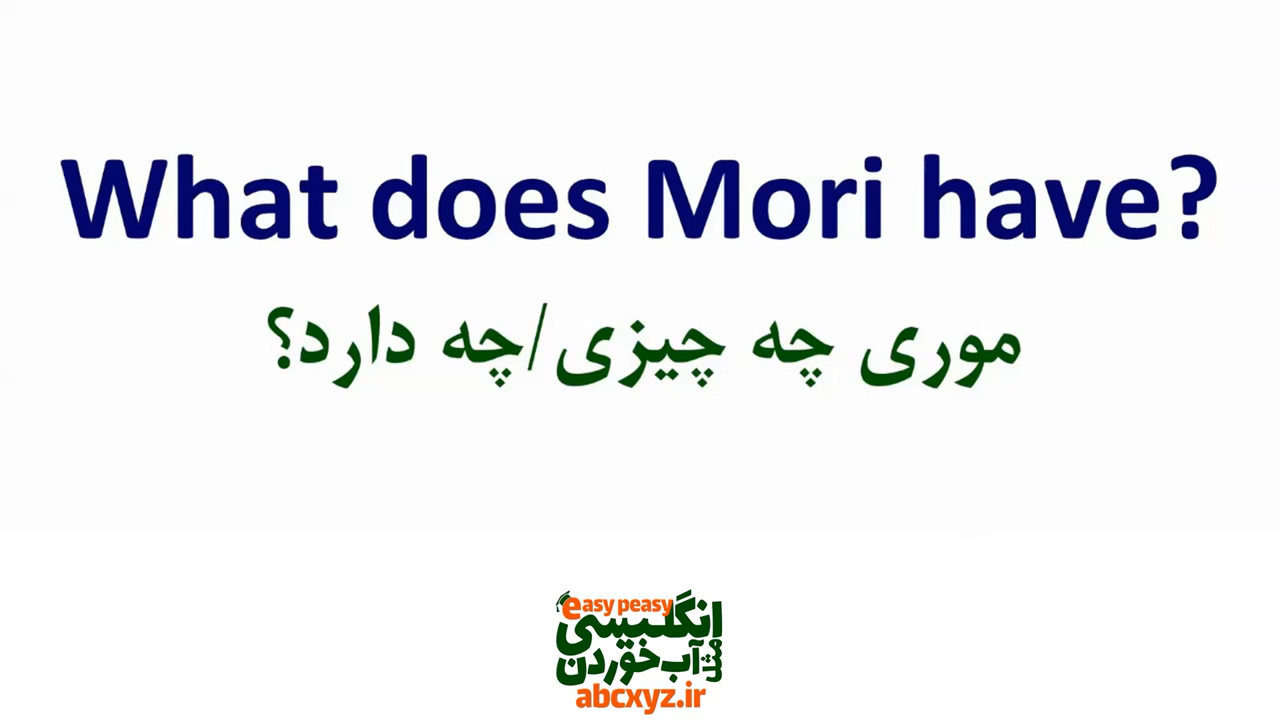 What does Mori have?
موری چه چیزی/چه دارد؟
easy peasy
انگلیسی
مثل آب خوردن
abcxyz.ir